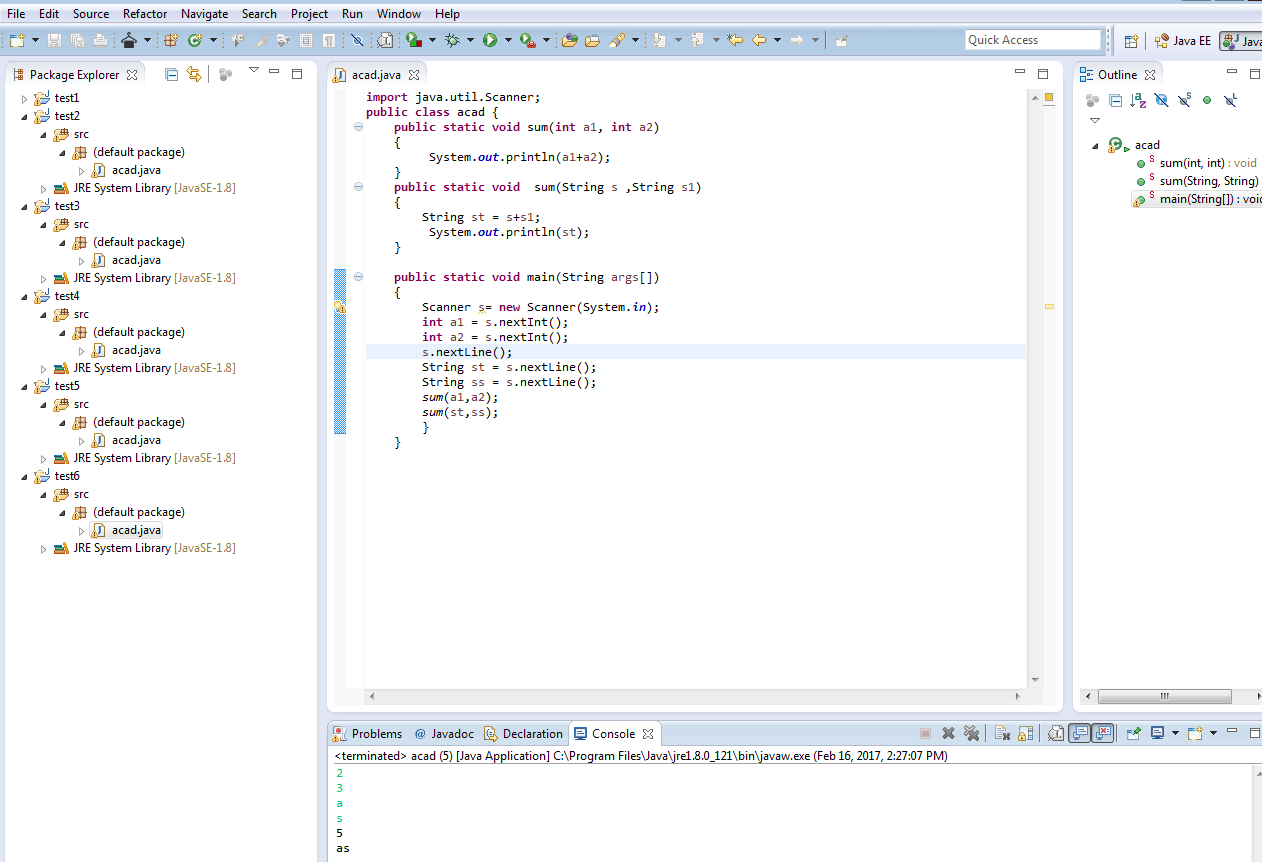 File Edit Source Refactor Navigate Search Project Run Window Help
Quick Access
Java EE
Java
Package Explorer
test1
test2
src
(default package)
acad.java
JRE System Library [JavaSE-1.8]
test3
src
(default package)
acad.java
JRE System Library [JavaSE-1.8]
test4
src
(default package)
acad.java
JRE System Library [JavaSE-1.8]
test5
src
(default package)
acad.java
JRE System Library [JavaSE-1.8]
test6
src
(default package)
acad.java
JRE System Library [JavaSE-1.8]
acad.java
import java.util.Scanner;
public class acad {
public static void sum(int a1, int a2)
{
System.out.println(a1+a2);
}
public static void  sum(String s ,String s1)
{
String st = s+s1;
System.out.println(st);
}
public static void main(String args[])
{
Scanner s= new Scanner(System.in);
int a1 = s.nextInt();
int a2 = s.nextInt();
s.nextLine();
String st = s.nextLine();
String ss = s.nextLine();
sum(a1,a2);
sum(st,ss);
}
}
Outline
acad
S sum(int, int) : void
S sum(String, String)
S main(String[]) : void
Problems @ Javadoc Declaration Console
<terminated> acad (5) [Java Application] C:\Program Files\Java\jre1.8.0_121\bin\javaw.exe (Feb 16, 2017, 2:27:07 PM)
2
3
a
s
5
as